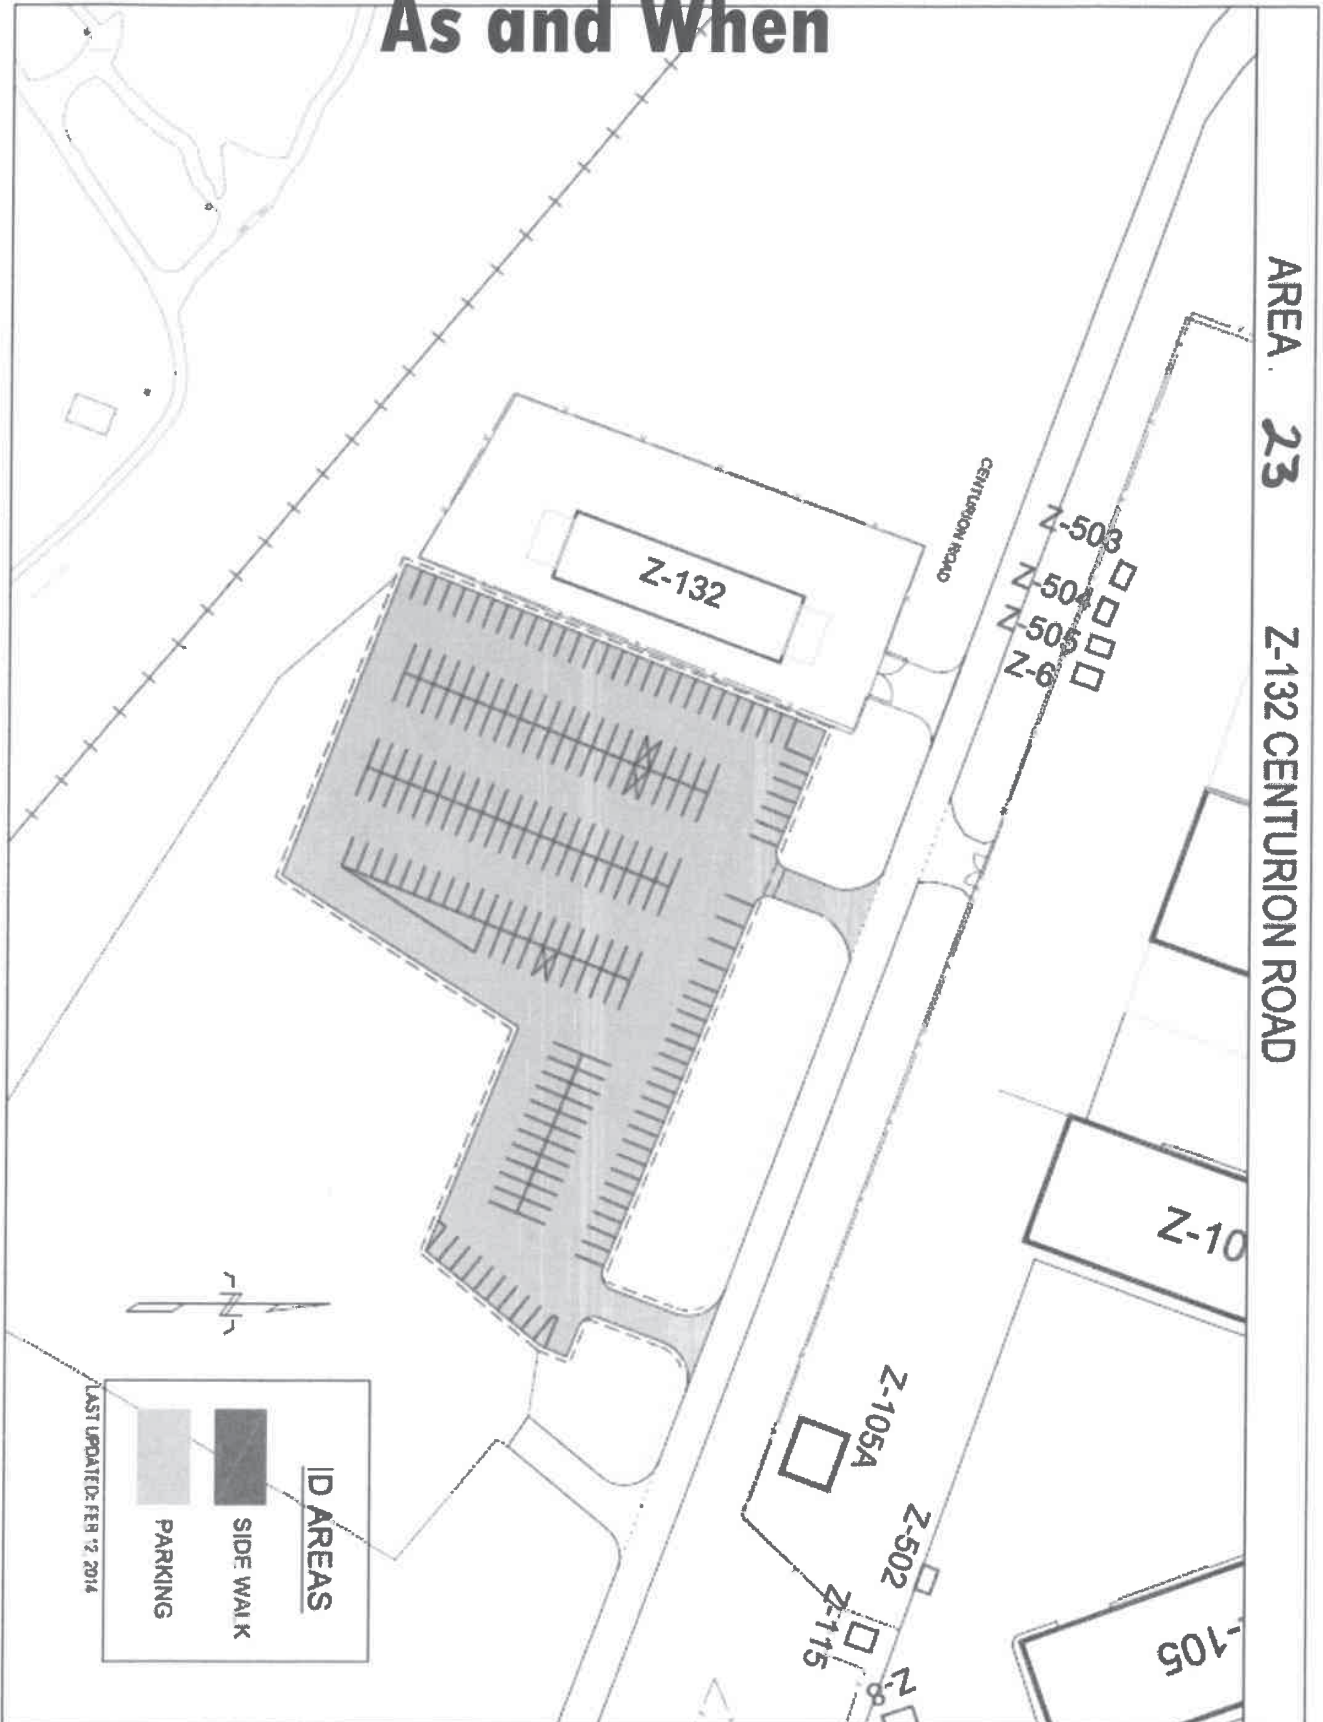 As and When
AREA. 23 Z-132 CENTURION ROAD
CENTURION ROAD
Z-503
Z-504
Z-505
Z-6
Z-132
Z-10
Z-105A
Z-502
Z-115
Z-8
-105
N
ID AREAS
SIDE WALK
PARKING
LAST UPDATED: FEB 12, 2014